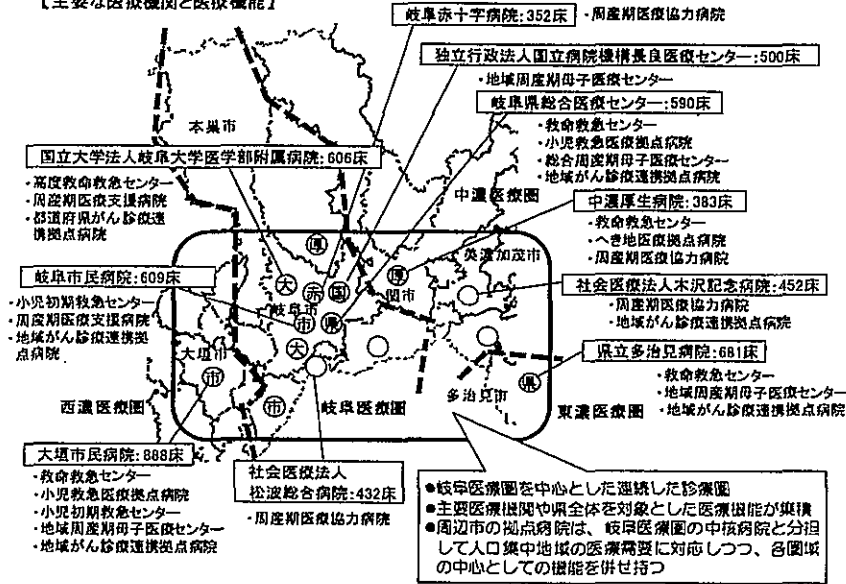 【主要な医療機関と医療機能】
岐阜赤十字病院:352床
・周産期医療協力病院
独立行政法人国立病院機構長良医療センター:500床
・地域周産期母子医療センター
岐阜県総合医療センター:590床
・救命救急センター
・小児救急医療拠点病院
・総合周産期母子医療センター
・地域がん診療連携拠点病院
本巣市
国立大学法人岐阜大学医学部附属病院:606床
・高度救命救急センター
・周産期医療支援病院
・都道府県がん診療連
携拠点病院
中濃医療圏
中濃厚生病院:383床
・救命救急センター
・へき地医療拠点病院
・周産期医療協力病院
厚
厚
美濃加茂市
岐阜市民病院:609床
・小児初期救急センター
・周産期医療支援病院
・地域がん診療連携拠
点病院
大
赤
国
関市
岐阜市
市
県
大
社会医療法人木沢記念病院:452床
・周産期医療協力病院
・地域がん診療連携拠点病院
大垣市
市
県立多治見病院:681床
・救命救急センター
・地域周産期母子医療センター
・地域がん診療連携拠点病院
県
多治見市
西濃医療圏
市
岐阜医療圏
東濃医療圏
大垣市民病院:888床
・救命救急センター
・小児救急医療拠点病院
・小児初期救急センター
・地域周産期母子医療センター
・地域がん診療連携拠点病院
社会医療法人
松波総合病院:432床
・周産期医療協力病院
●岐阜医療圏を中心とした連続した診療圏
●主要医療機関や県全体を対象とした医療機能が集積
●周辺市の拠点病院は、岐阜医療圏の中核病院と分担
して人口集中地域の医療需要に対応しつつ、各圏域
の中心としての機能を併せ持つ